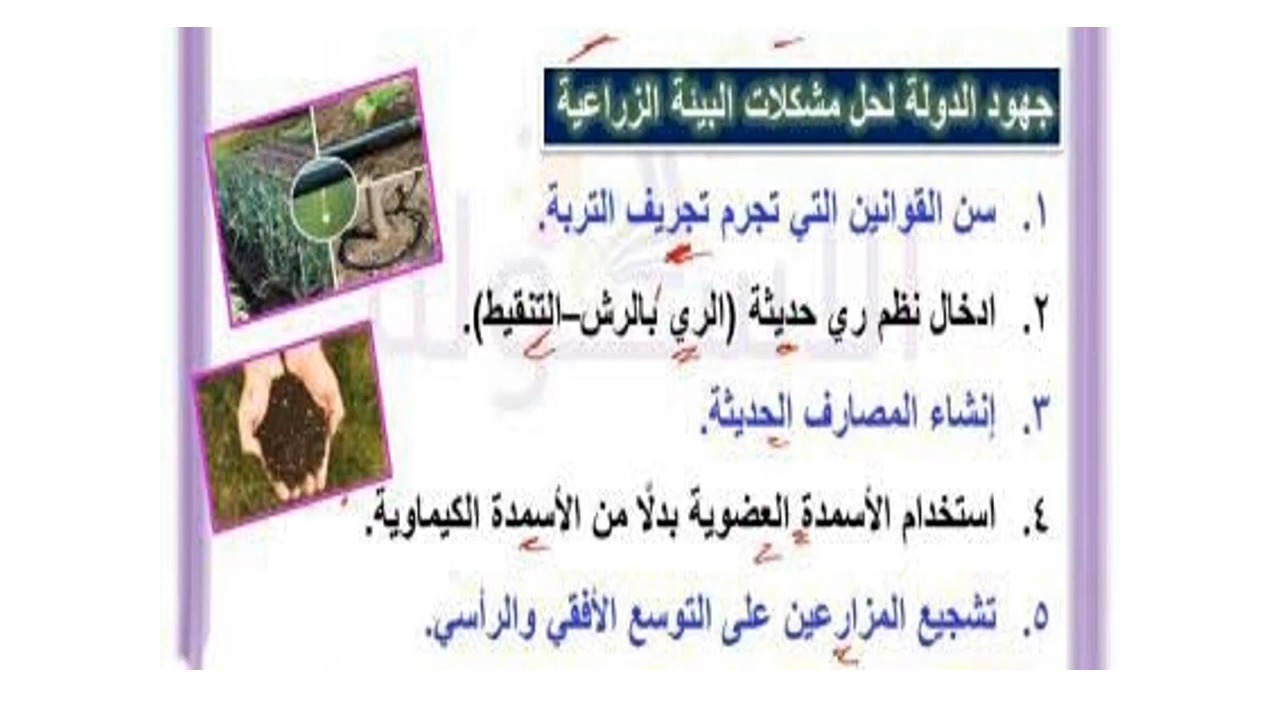 جهود الدولة لحل مشكلات البيئة الزراعية
١. سن القوانين التي تجرم تجريف التربة.
٢. ادخال نظم ري حديثة (الري بالرش–التنقيط).
٣. إنشاء المصارف الحديثة.
٤. استخدام الأسمدة العضوية بدلًا من الأسمدة الكيماوية.
٥. تشجيع المزارعين على التوسع الأفقي والرأسي.